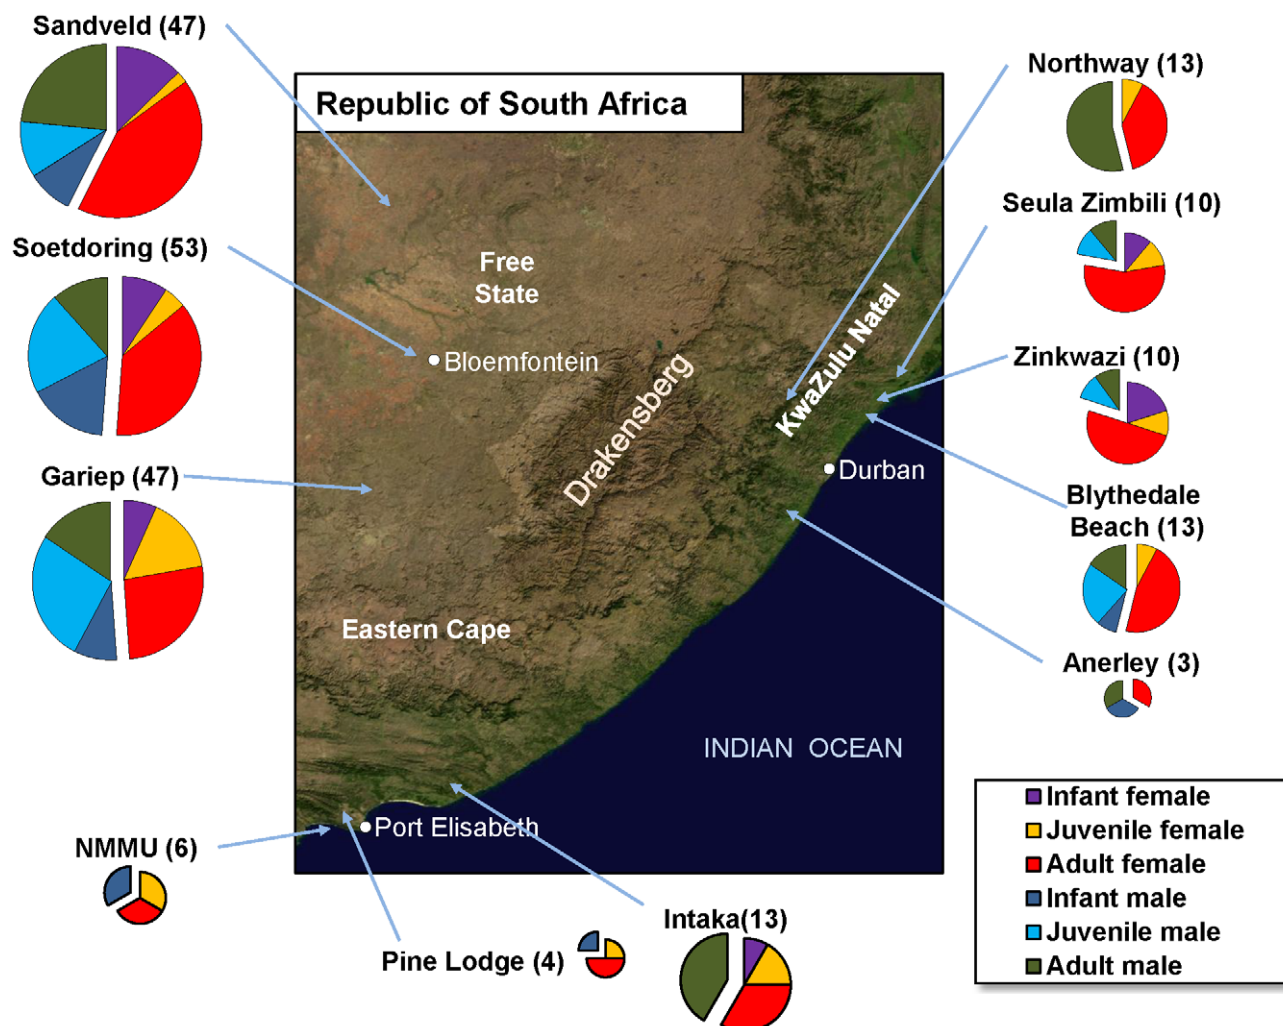 Sandveld (47)
Republic of South Africa
Northway (13)
Seula Zimbili (10)
Soetdoring (53)
Free
State
KwaZulu Natal
Bloemfontein
Drakensberg
Zinkwazi (10)
Gariep (47)
Durban
Blythedale
Beach (13)
Eastern Cape
Anerley (3)
INDIAN OCEAN
Port Elisabeth
NMMU (6)
Pine Lodge (4)
Intaka(13)
Infant female
Juvenile female
Adult female
Infant male
Juvenile male
Adult male